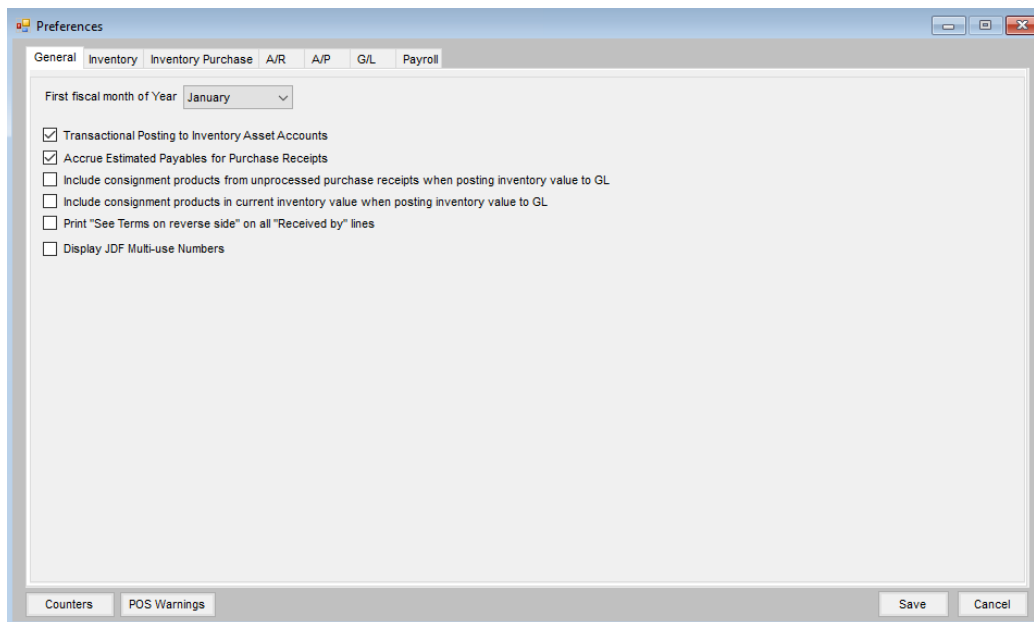 Preferences
General Inventory Inventory Purchase A/R A/P G/L Payroll
First fiscal month of Year January
Transactional Posting to Inventory Asset Accounts
Accrue Estimated Payables for Purchase Receipts
Include consignment products from unprocessed purchase receipts when posting inventory value to GL
Include consignment products in current inventory value when posting inventory value to GL
Print "See Terms on reverse side" on all "Received by" lines
Display JDF Multi-use Numbers
Counters POS Warnings Save Cancel